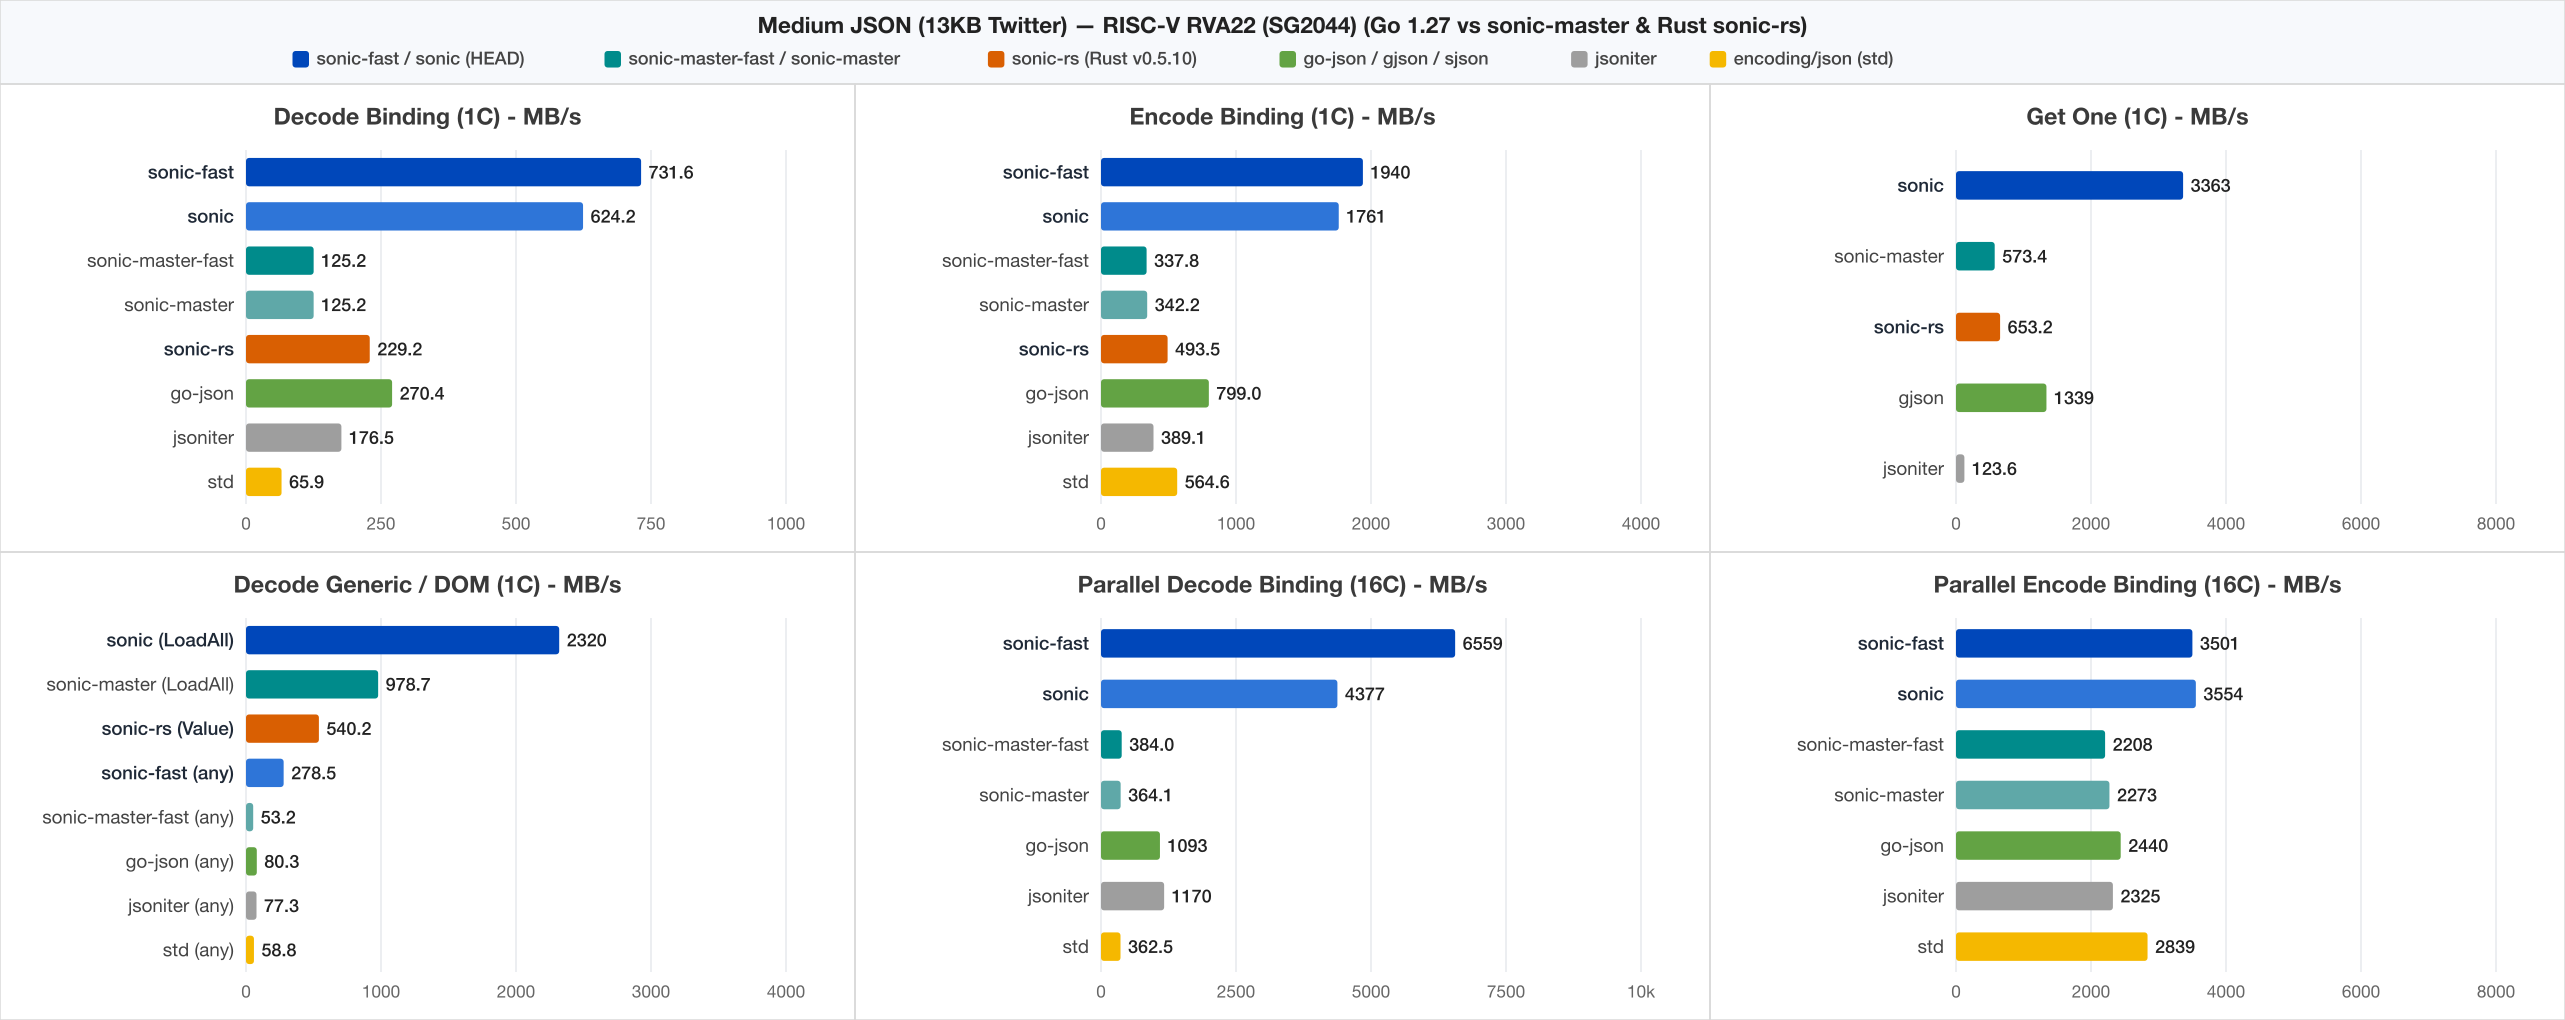 Medium JSON (13KB Twitter) — RISC-V RVA22 (SG2044) (Go 1.27 vs sonic-master & Rust sonic-rs)
sonic-fast / sonic (HEAD)
sonic-master-fast / sonic-master
sonic-rs (Rust v0.5.10)
go-json / gjson / sjson
jsoniter
encoding/json (std)
Decode Binding (1C) - MB/s
sonic-fast 731.6
sonic 624.2
sonic-master-fast 125.2
sonic-master 125.2
sonic-rs 229.2
go-json 270.4
jsoniter 176.5
std 65.9
0 250 500 750 1000
Encode Binding (1C) - MB/s
sonic-fast 1940
sonic 1761
sonic-master-fast 337.8
sonic-master 342.2
sonic-rs 493.5
go-json 799.0
jsoniter 389.1
std 564.6
0 1000 2000 3000 4000
Get One (1C) - MB/s
sonic 3363
sonic-master 573.4
sonic-rs 653.2
gjson 1339
jsoniter 123.6
0 2000 4000 6000 8000
Decode Generic / DOM (1C) - MB/s
sonic (LoadAll) 2320
sonic-master (LoadAll) 978.7
sonic-rs (Value) 540.2
sonic-fast (any) 278.5
sonic-master-fast (any) 53.2
go-json (any) 80.3
jsoniter (any) 77.3
std (any) 58.8
0 1000 2000 3000 4000
Parallel Decode Binding (16C) - MB/s
sonic-fast 6559
sonic 4377
sonic-master-fast 384.0
sonic-master 364.1
go-json 1093
jsoniter 1170
std 362.5
0 2500 5000 7500 10k
Parallel Encode Binding (16C) - MB/s
sonic-fast 3501
sonic 3554
sonic-master-fast 2208
sonic-master 2273
go-json 2440
jsoniter 2325
std 2839
0 2000 4000 6000 8000